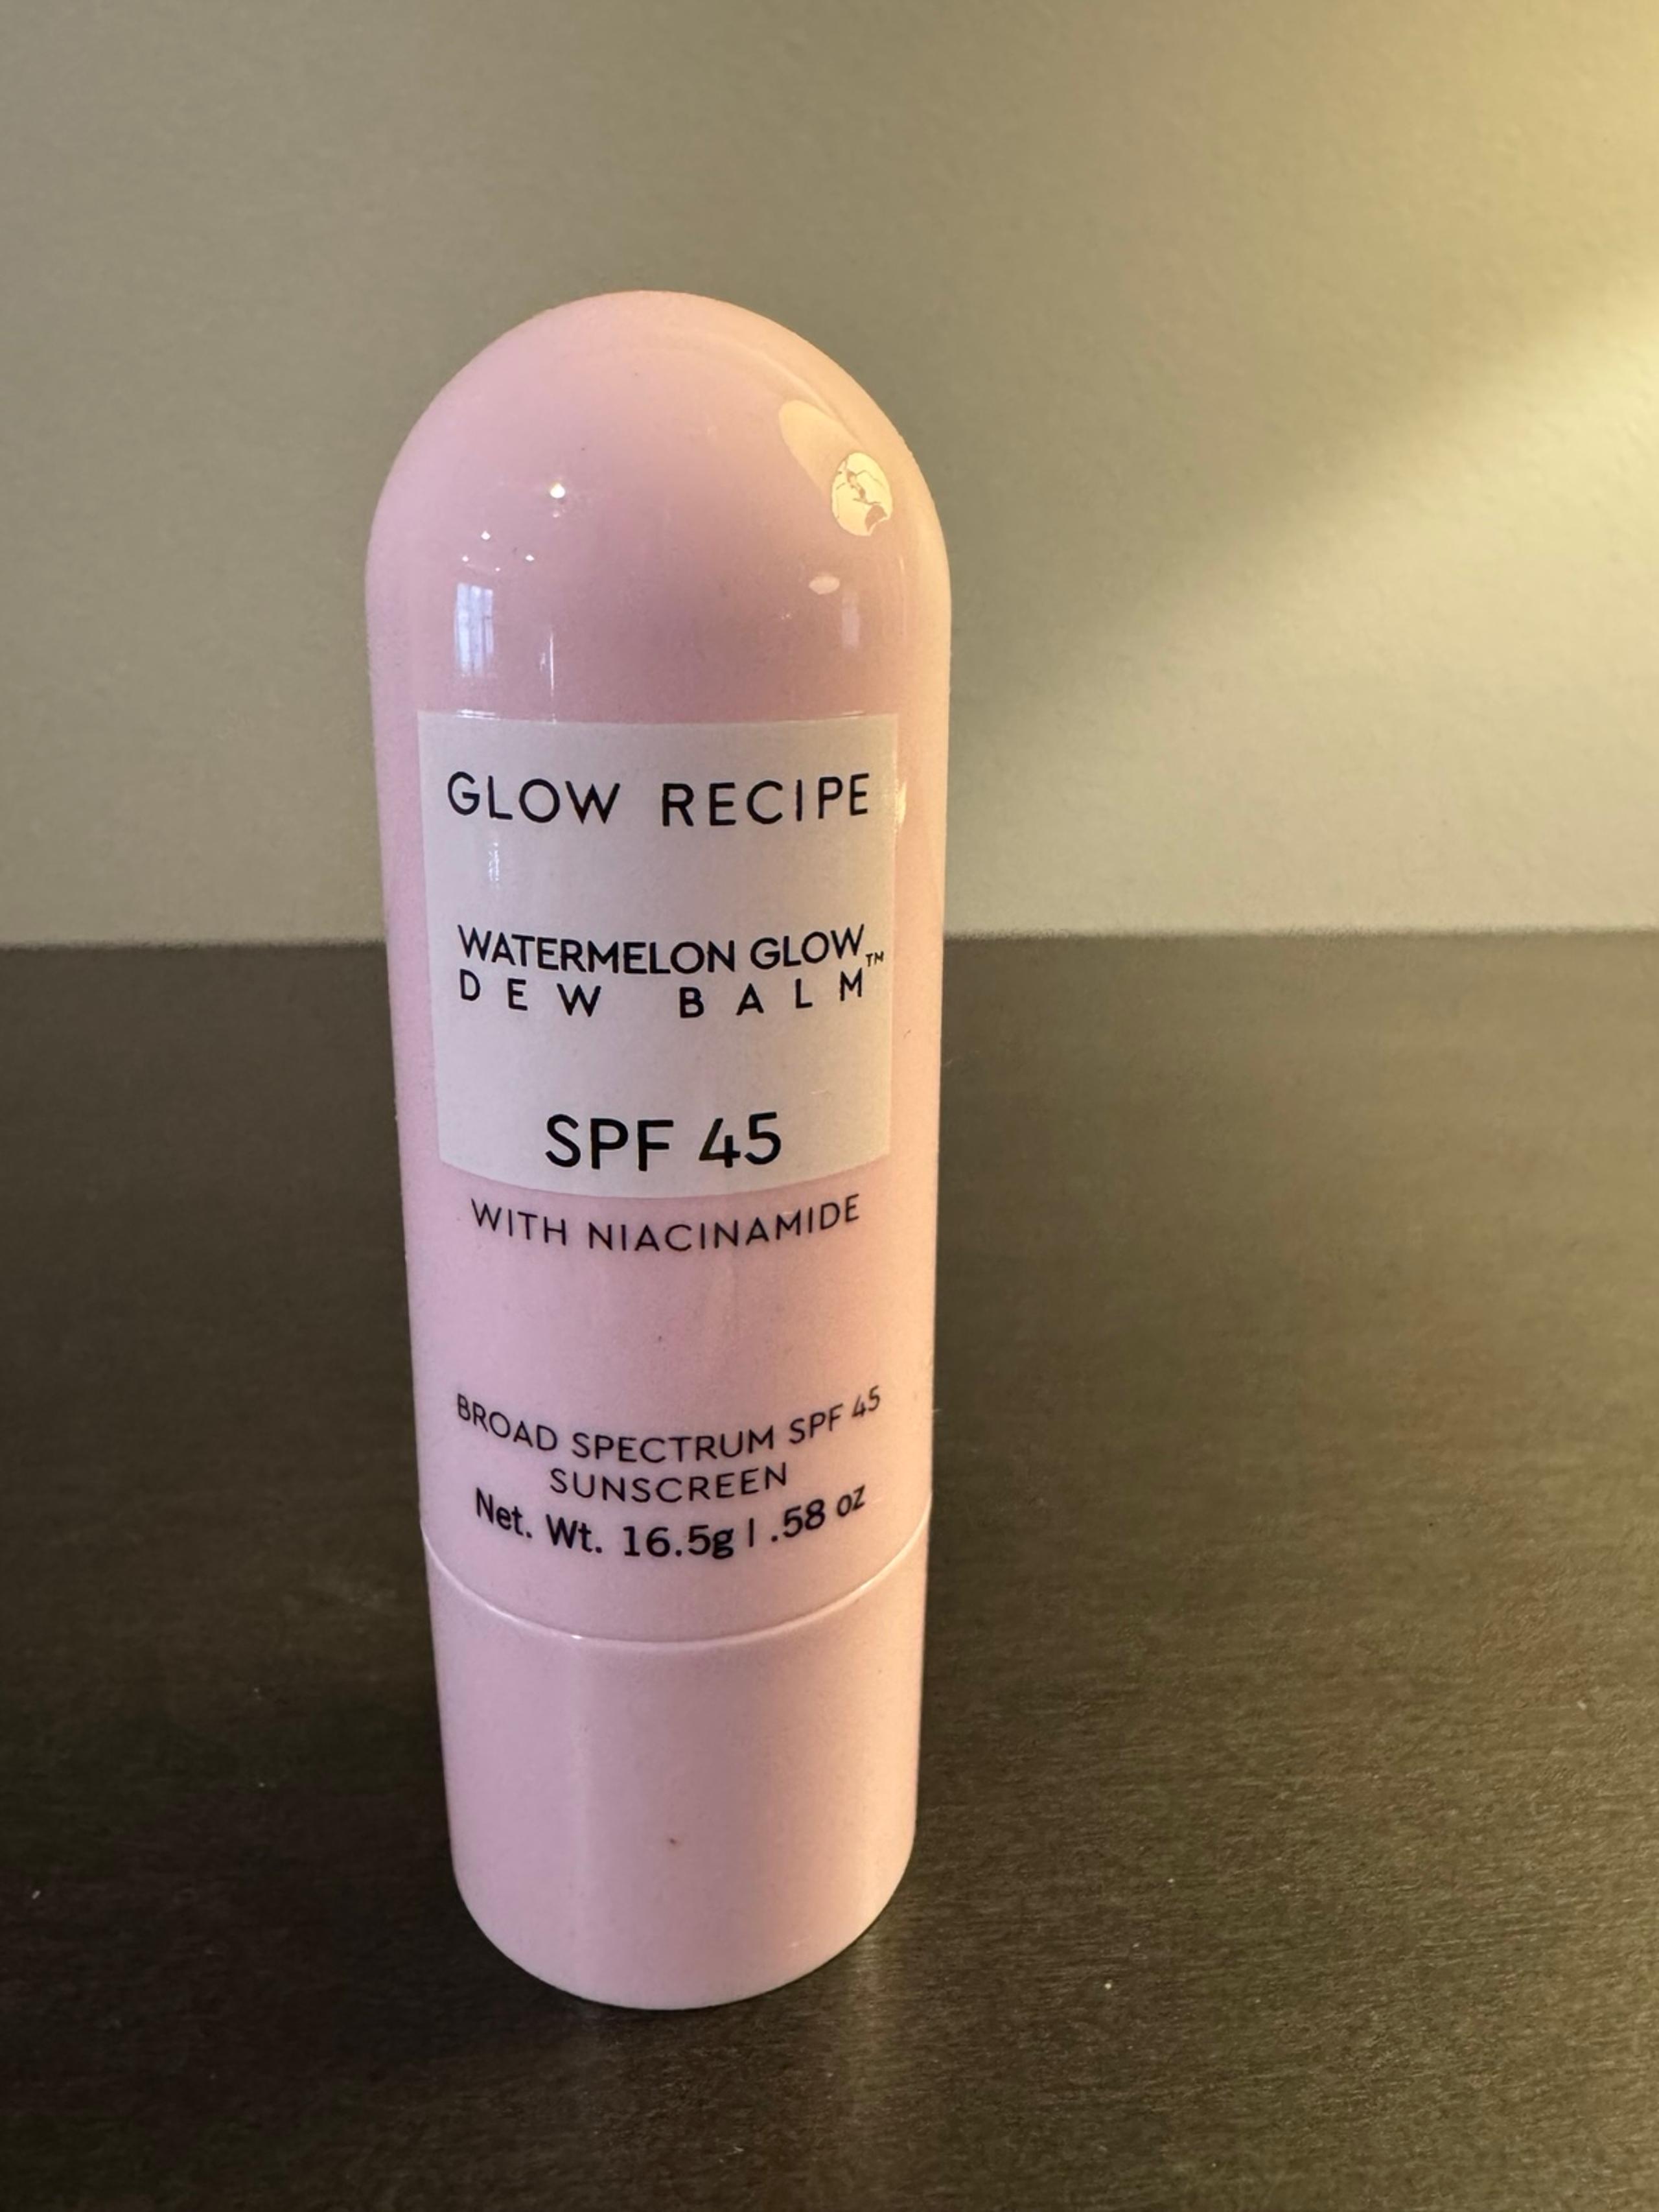 GLOW RECIPE
WATERMELON GLOW™
DEW BALM
SPF 45
WITH NIACINAMIDE
BROAD SPECTRUM SPF 45
SUNSCREEN
Net. Wt. 16.5g | .58 oz